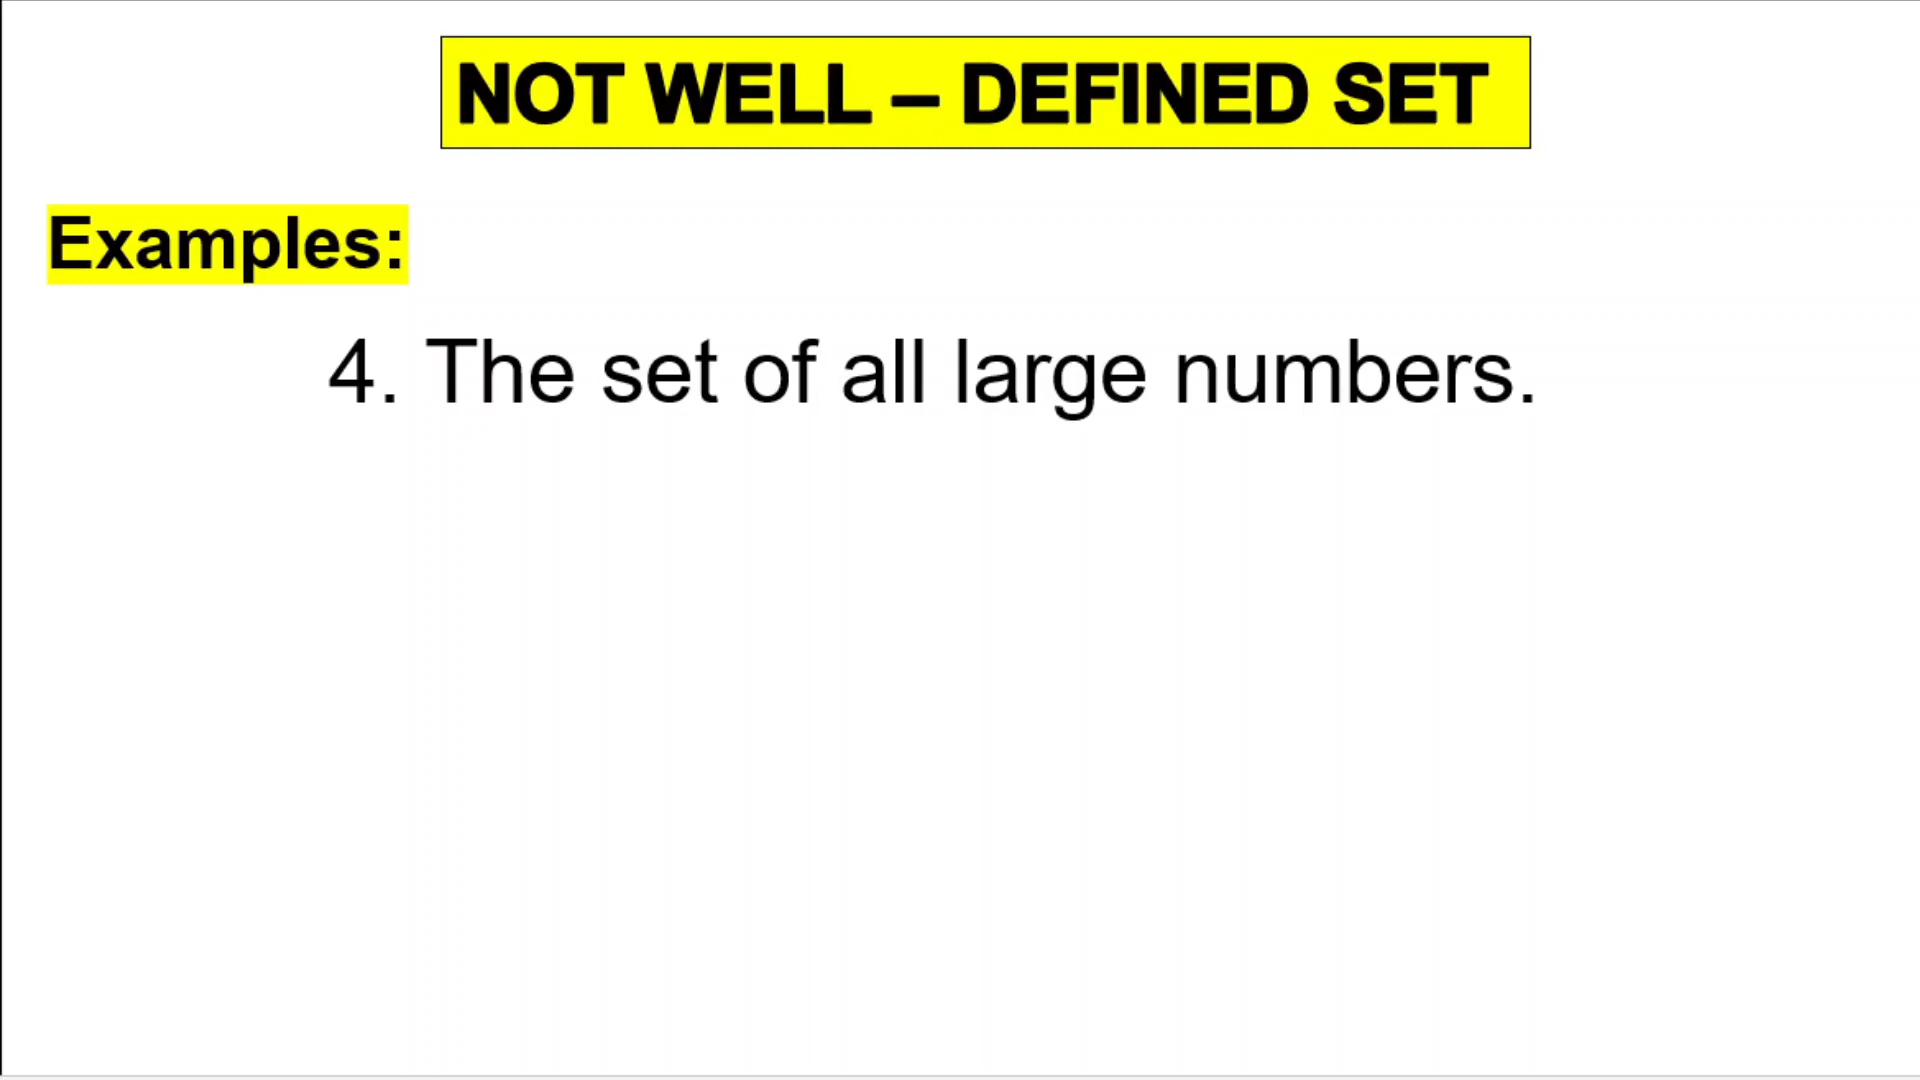 NOT WELL – DEFINED SET
Examples:
4. The set of all large numbers.